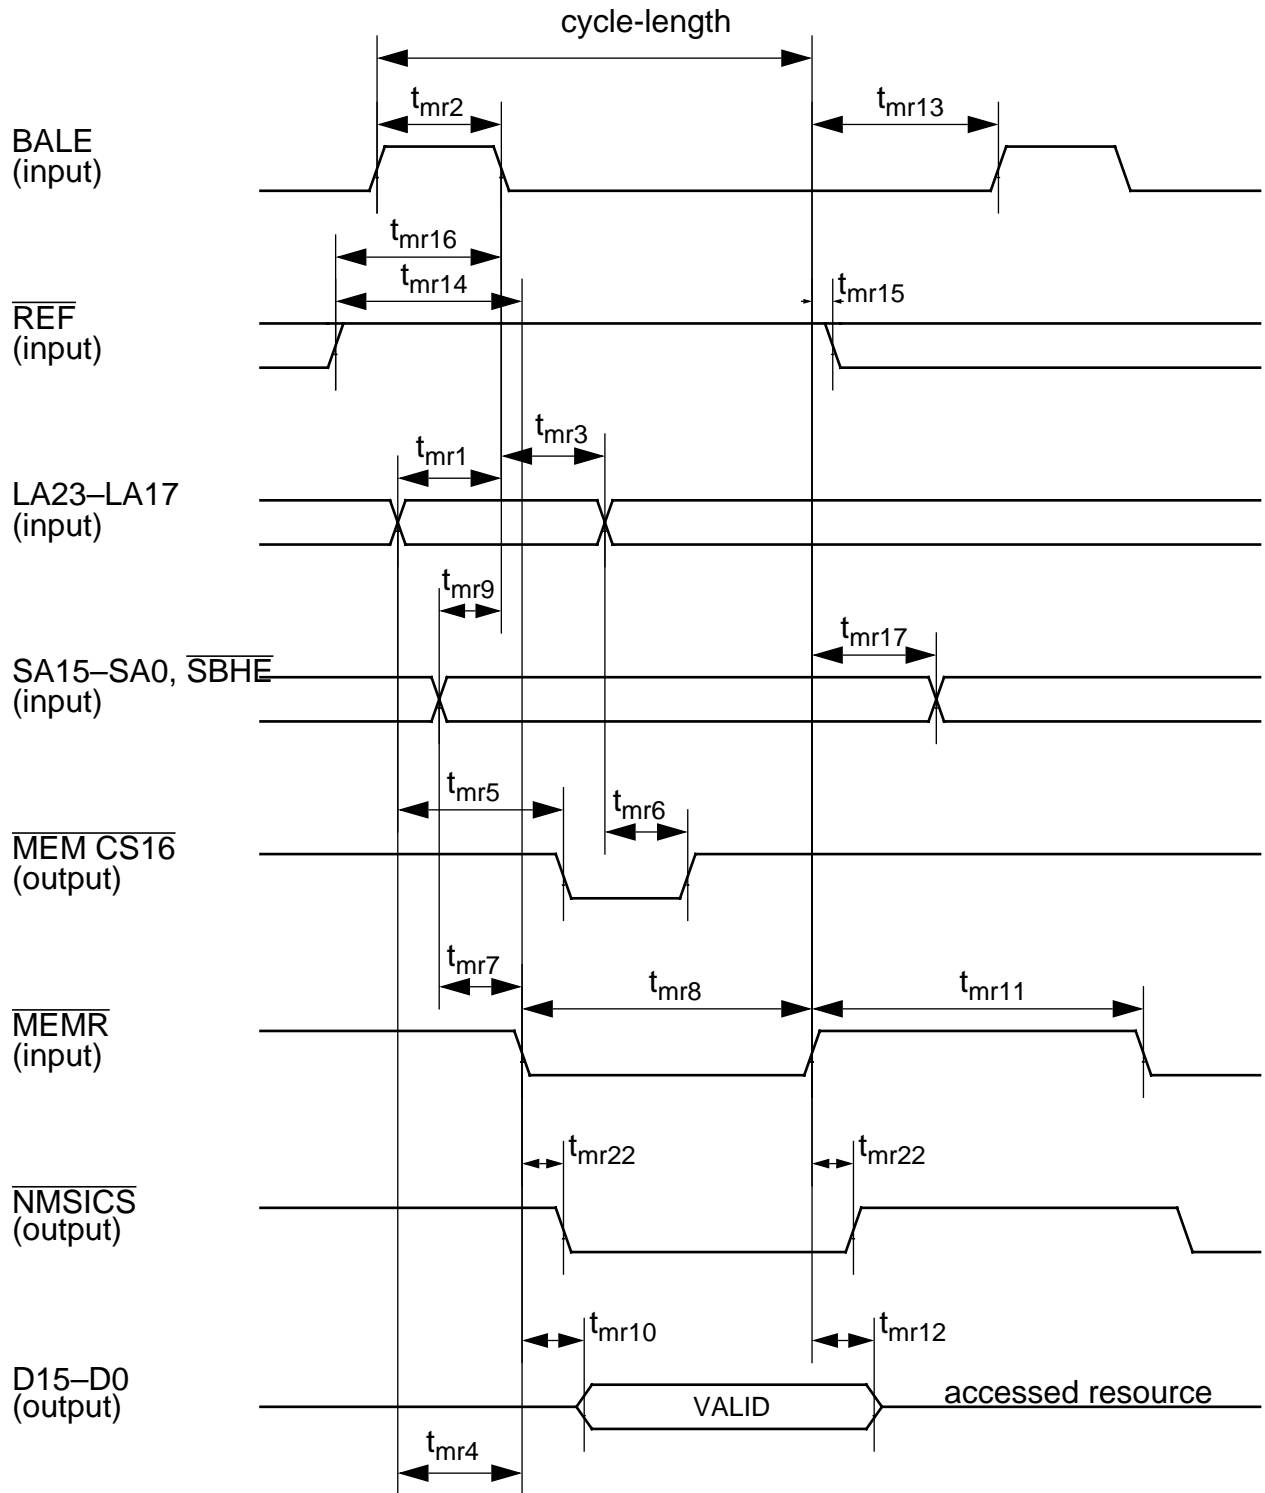 cycle-length
tmr2
tmr13
BALE
(input)
tmr16
tmr14
tmr15
REF
(input)
tmr3
tmr1
LA23–LA17
(input)
tmr9
tmr17
SA15–SA0, SBHE
(input)
tmr5
tmr6
MEM CS16
(output)
tmr7
tmr8
tmr11
MEMR
(input)
tmr22
tmr22
NMSICS
(output)
tmr10
tmr12
D15–D0
(output)
VALID
accessed resource
tmr4